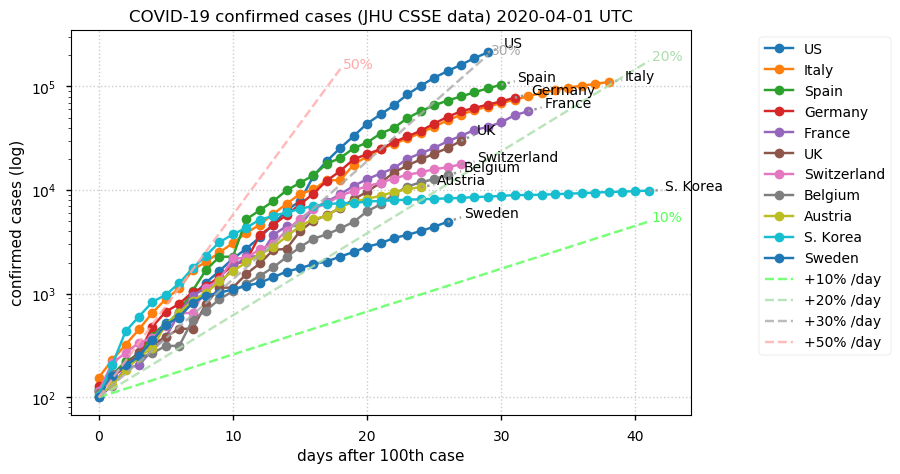 COVID-19 confirmed cases (JHU CSSE data) 2020-04-01 UTC
confirmed cases (log)
10⁵
10⁴
10³
10²
50%
30%
20%
10%
US
Spain
Italy
Germany
France
UK
Switzerland
Belgium
Austria
S. Korea
Sweden
0
10
20
30
40
days after 100th case
US
Italy
Spain
Germany
France
UK
Switzerland
Belgium
Austria
S. Korea
Sweden
+10% /day
+20% /day
+30% /day
+50% /day